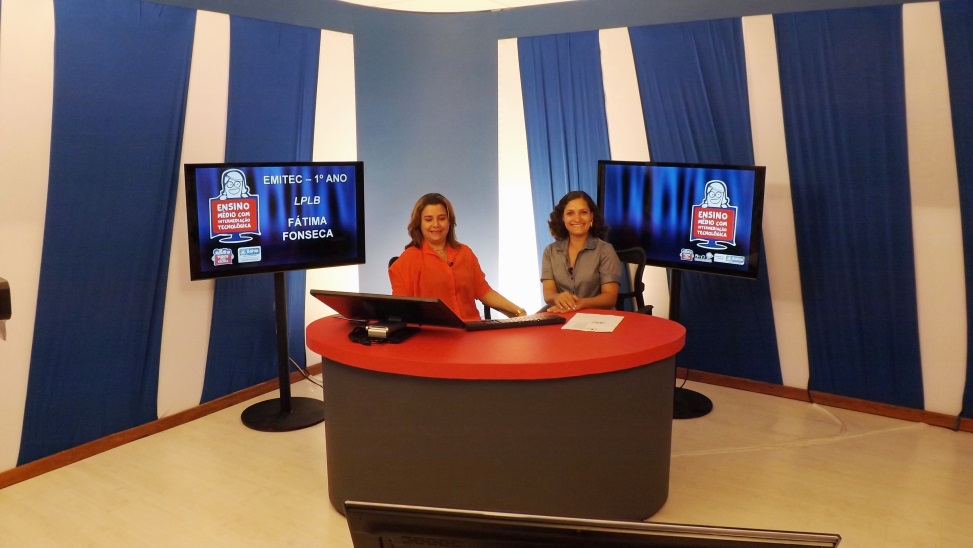 EMITEC – 1º ANO
LPLB
FÁTIMA
FONSECA
ENSINO
MÉDIO COM
INTERMEDIAÇÃO
TECNOLÓGICA
ENSINO
MÉDIO COM
INTERMEDIAÇÃO
TECNOLÓGICA